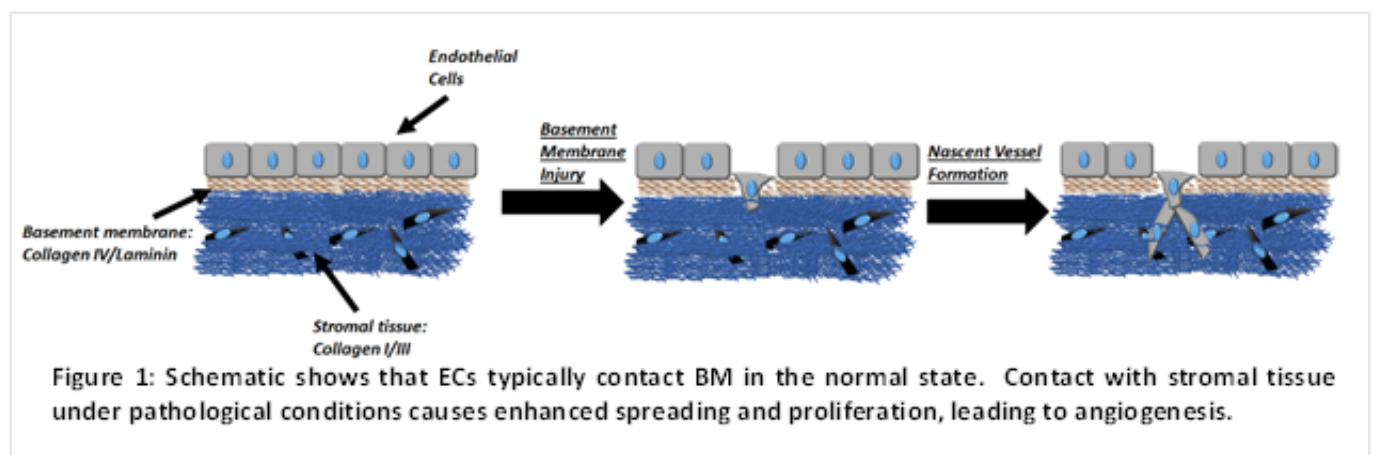 Endothelial
Cells
Basement
Membrane
Injury
Nascent Vessel
Formation
Basement membrane:
Collagen IV/Laminin
Stromal tissue:
Collagen I/III
Figure 1: Schematic shows that ECs typically contact BM in the normal state. Contact with stromal tissue
under pathological conditions causes enhanced spreading and proliferation, leading to angiogenesis.